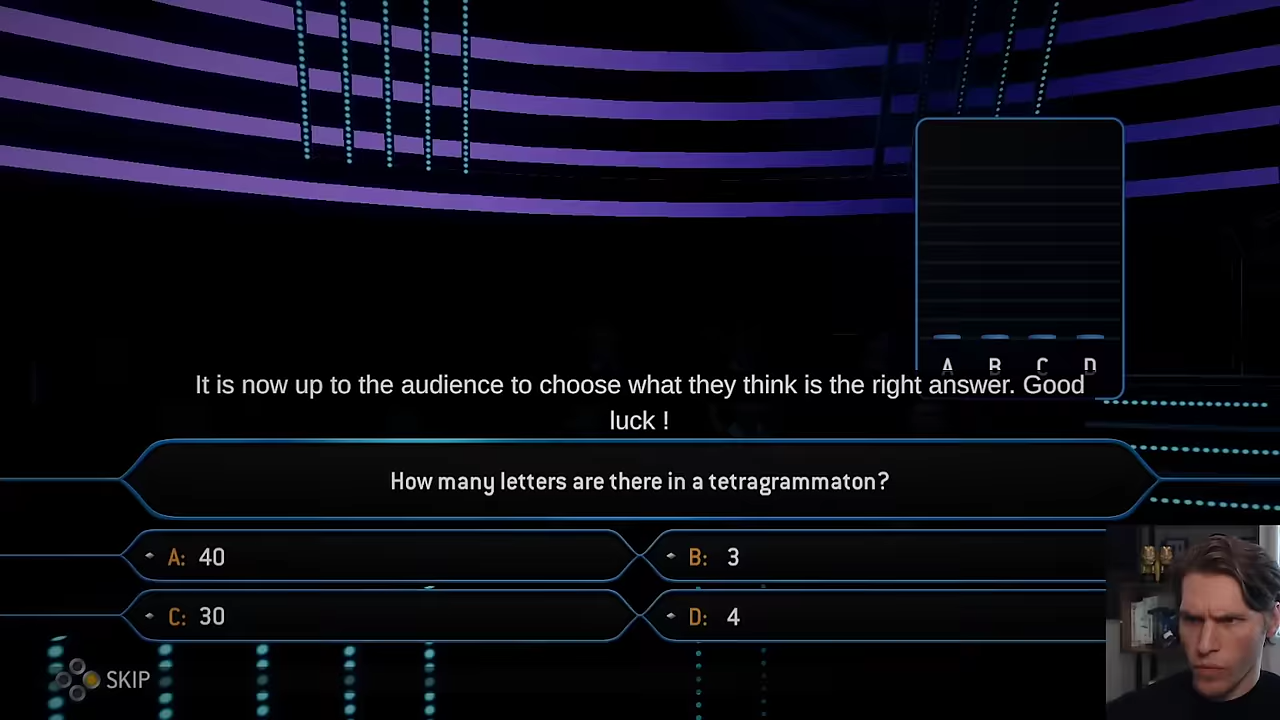 A B C D
It is now up to the audience to choose what they think is the right answer. Good
luck !
How many letters are there in a tetragrammaton?
A: 40
B: 3
C: 30
D: 4
SKIP